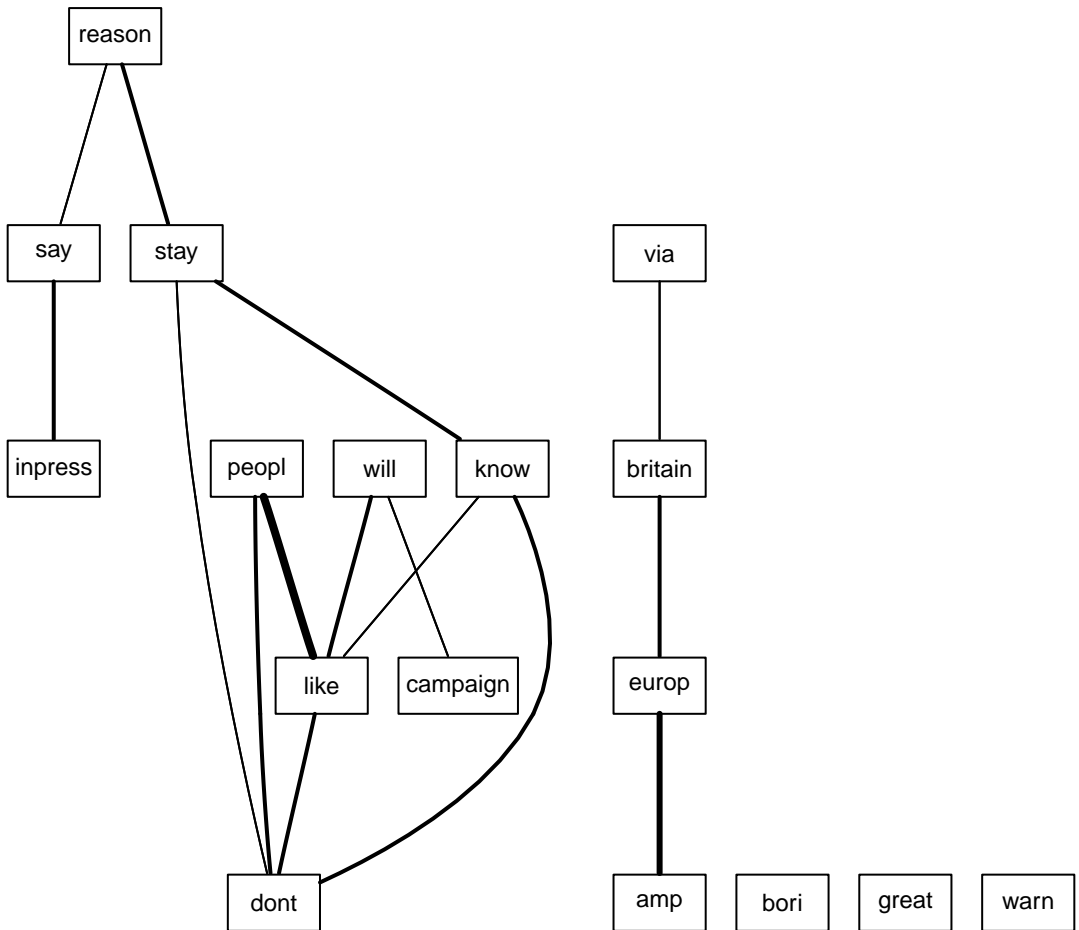 reason
say
stay
via
inpress
peopl
will
know
britain
like
campaign
europ
dont
amp
bori
great
warn